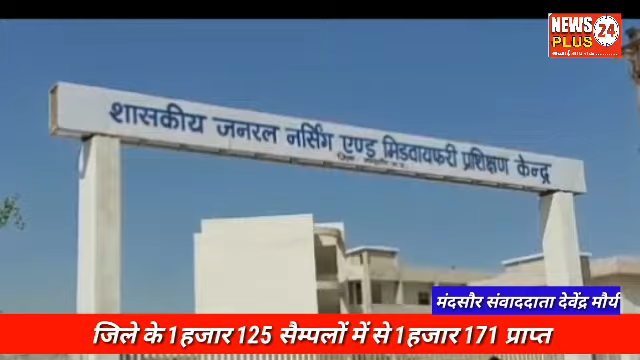 NEWS
PLUS 24
शासकीय जनरल नर्सिंग एण्ड मिडवायफरी प्रशिक्षण केन्द्र
मंदसौर संवाददाता देवेंद्र मौर्य
जिले के 1 हजार 125 सैम्पलों में से 1 हजार 171 प्राप्त